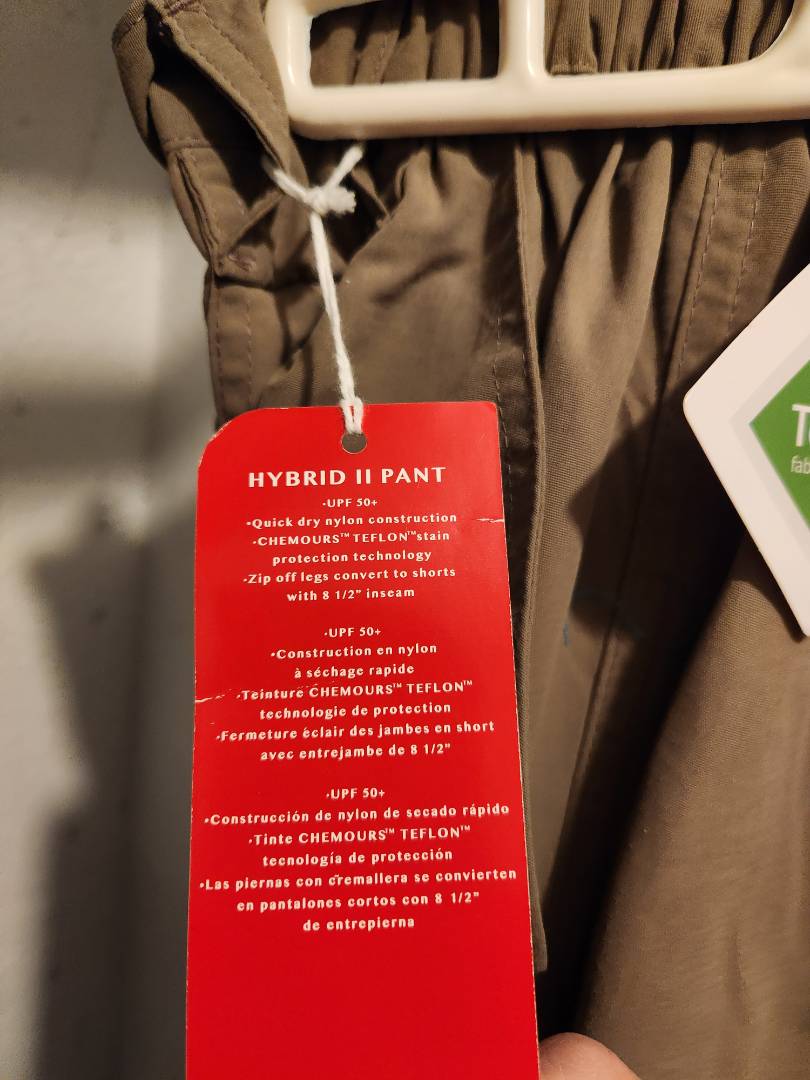 HYBRID II PANT
•UPF 50+
•Quick dry nylon construction
•CHEMOURS™ TEFLON™stain
protection technology
•Zip off legs convert to shorts
with 8 1/2" inseam
•UPF 50+
•Construction en nylon
à séchage rapide
•Teinture CHEMOURS™ TEFLON™
technologie de protection
•Fermeture éclair des jambes en short
avec entrejambe de 8 1/2"
•UPF 50+
•Construcción de nylon de secado rápido
•Tinte CHEMOURS™ TEFLON™
tecnología de protección
•Las piernas con cremallera se convierten
en pantalones cortos con 8 1/2"
de entrepierna